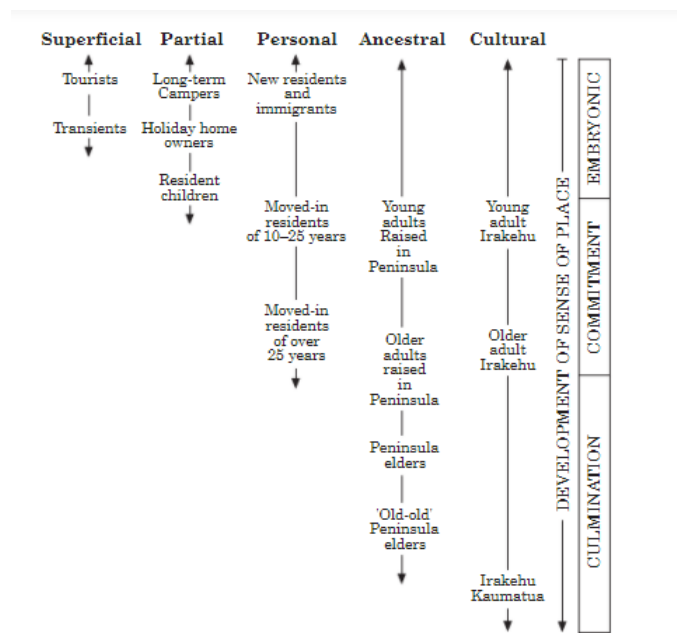 Superficial Partial Personal Ancestral Cultural
Tourists
Transients
Long-term
Campers
Holiday home
owners
Resident
children
New residents
and
immigrants
Moved-in
residents
of 10–25 years
Moved-in
residents
of over
25 years
Young
adults
Raised
in
Peninsula
Older
adults
raised
in
Peninsula
Peninsula
elders
'Old-old'
Peninsula
elders
Young
adult
Irakehu
Older
adult
Irakehu
Irakehu
Kaumatua
DEVELOPMENT OF SENSE OF PLACE
EMBRYONIC
COMMITMENT
CULMINATION